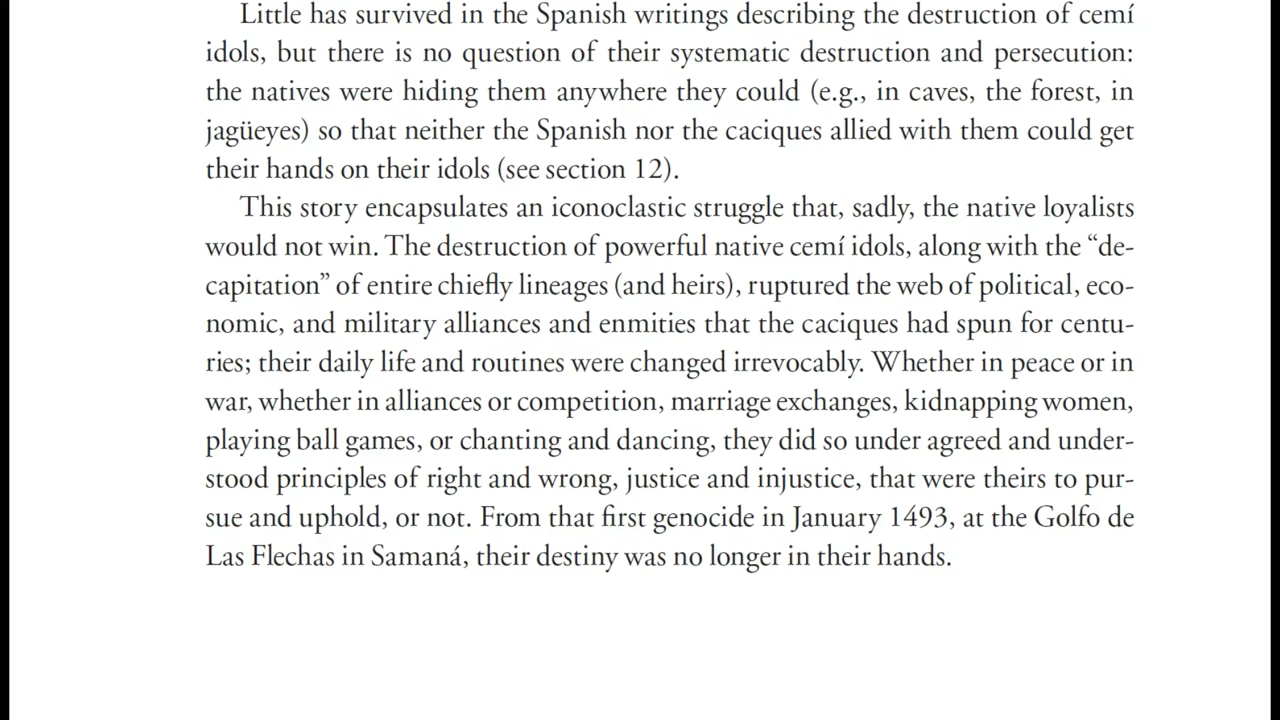 Little has survived in the Spanish writings describing the destruction of cemí
idols, but there is no question of their systematic destruction and persecution:
the natives were hiding them anywhere they could (e.g., in caves, the forest, in
jagüeyes) so that neither the Spanish nor the caciques allied with them could get
their hands on their idols (see section 12).
This story encapsulates an iconoclastic struggle that, sadly, the native loyalists
would not win. The destruction of powerful native cemí idols, along with the “de-
capitation” of entire chiefly lineages (and heirs), ruptured the web of political, eco-
nomic, and military alliances and enmities that the caciques had spun for centu-
ries; their daily life and routines were changed irrevocably. Whether in peace or in
war, whether in alliances or competition, marriage exchanges, kidnapping women,
playing ball games, or chanting and dancing, they did so under agreed and under-
stood principles of right and wrong, justice and injustice, that were theirs to pur-
sue and uphold, or not. From that first genocide in January 1493, at the Golfo de
Las Flechas in Samaná, their destiny was no longer in their hands.